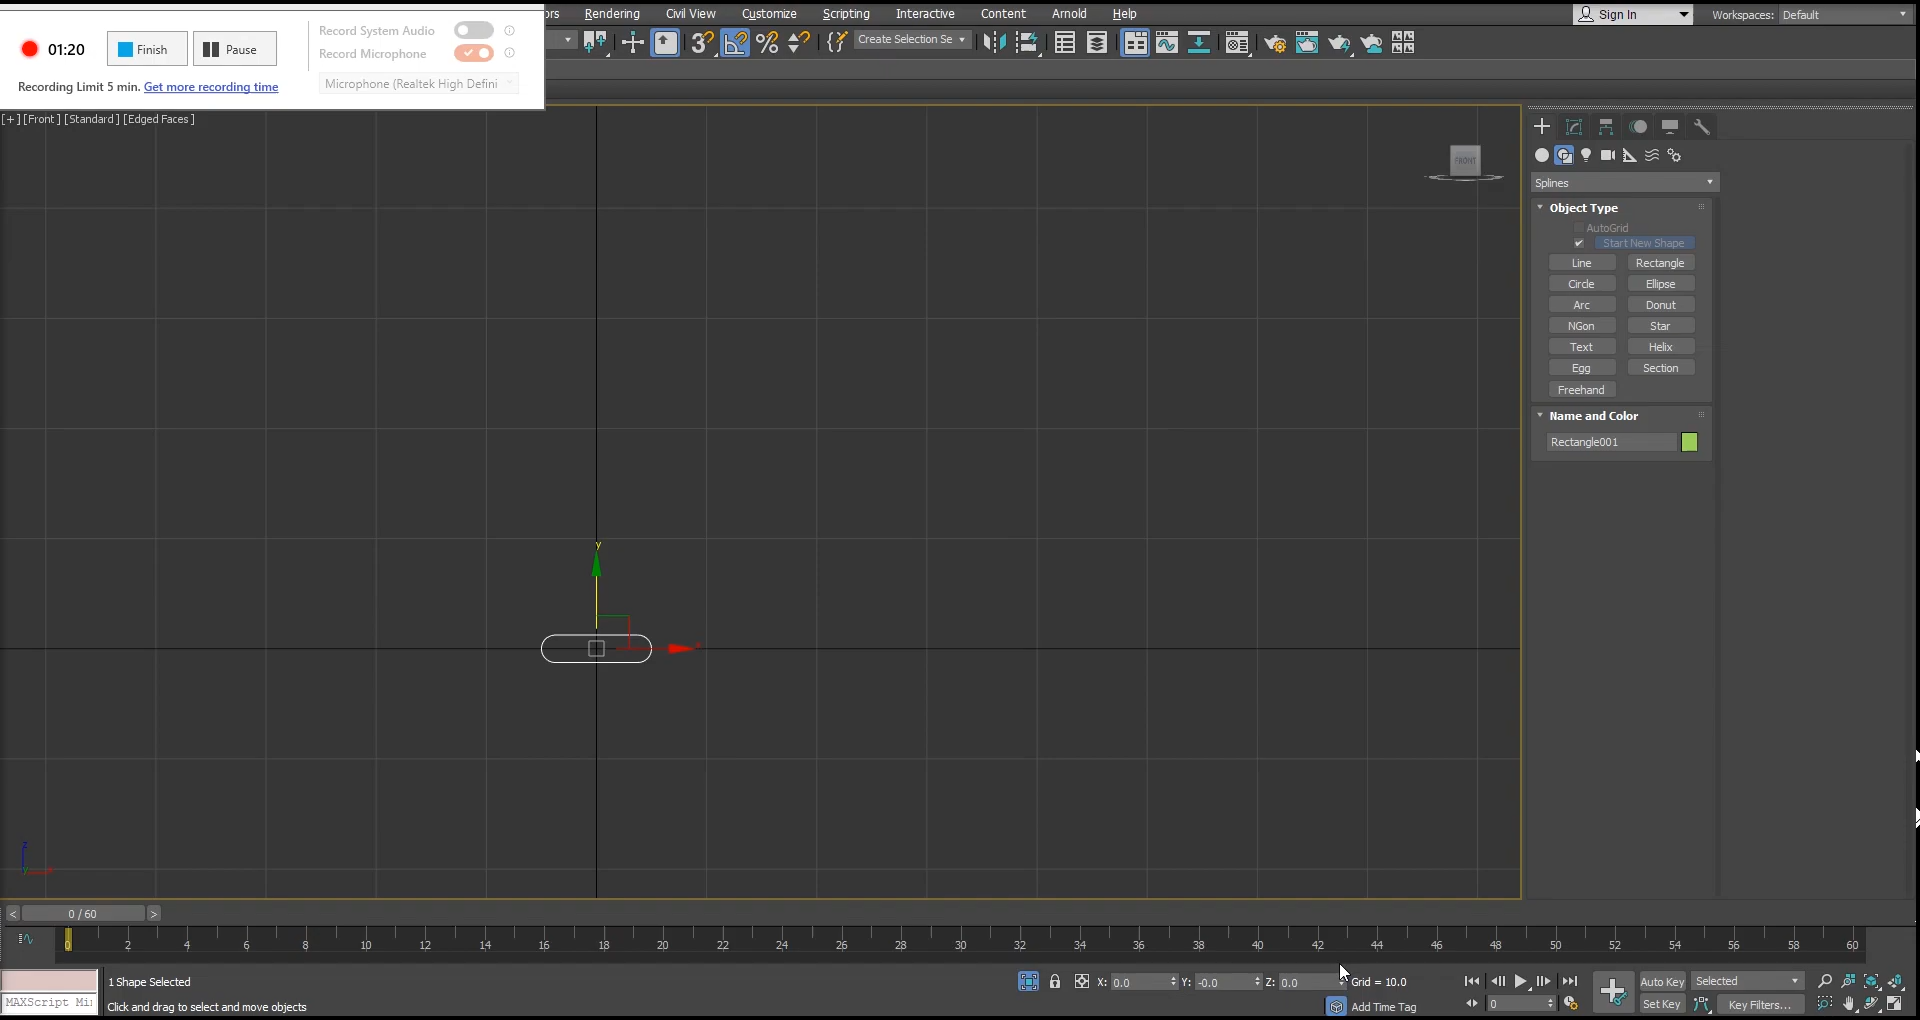 ors Rendering Civil View Customize Scripting Interactive Content Arnold Help Sign In Workspaces: Default
01:20 Finish Pause
Record System Audio
Record Microphone
Microphone (Realtek High Defini
Recording Limit 5 min. Get more recording time
Create Selection Se
[+] [Front] [Standard] [Edged Faces]
FRONT
Splines
Object Type
AutoGrid
Start New Shape
Line Rectangle
Circle Ellipse
Arc Donut
NGon Star
Text Helix
Egg Section
Freehand
Name and Color
Rectangle001
y
x
z
< 0 / 60 >
0 2 4 6 8 10 12 14 16 18 20 22 24 26 28 30 32 34 36 38 40 42 44 46 48 50 52 54 56 58 60
1 Shape Selected X: 0.0 Y: -0.0 Z: 0.0 Grid = 10.0 Auto Key Selected
MAXScript Mi Click and drag to select and move objects Add Time Tag 0 Set Key Key Filters...